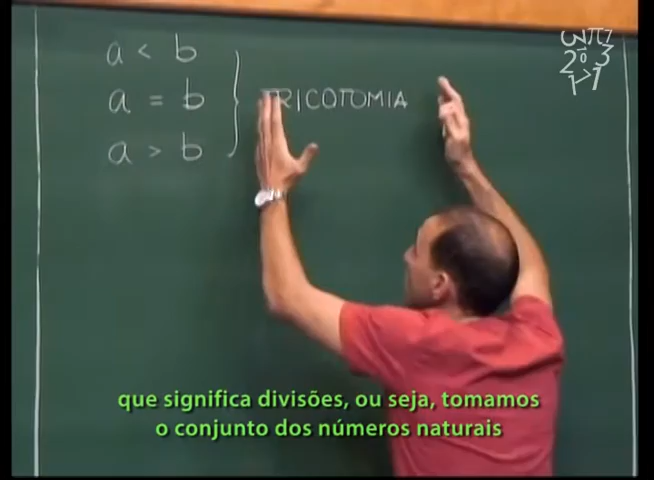 a < b
a = b
a > b
TRICOTOMIA
que significa divisões, ou seja, tomamos
o conjunto dos números naturais